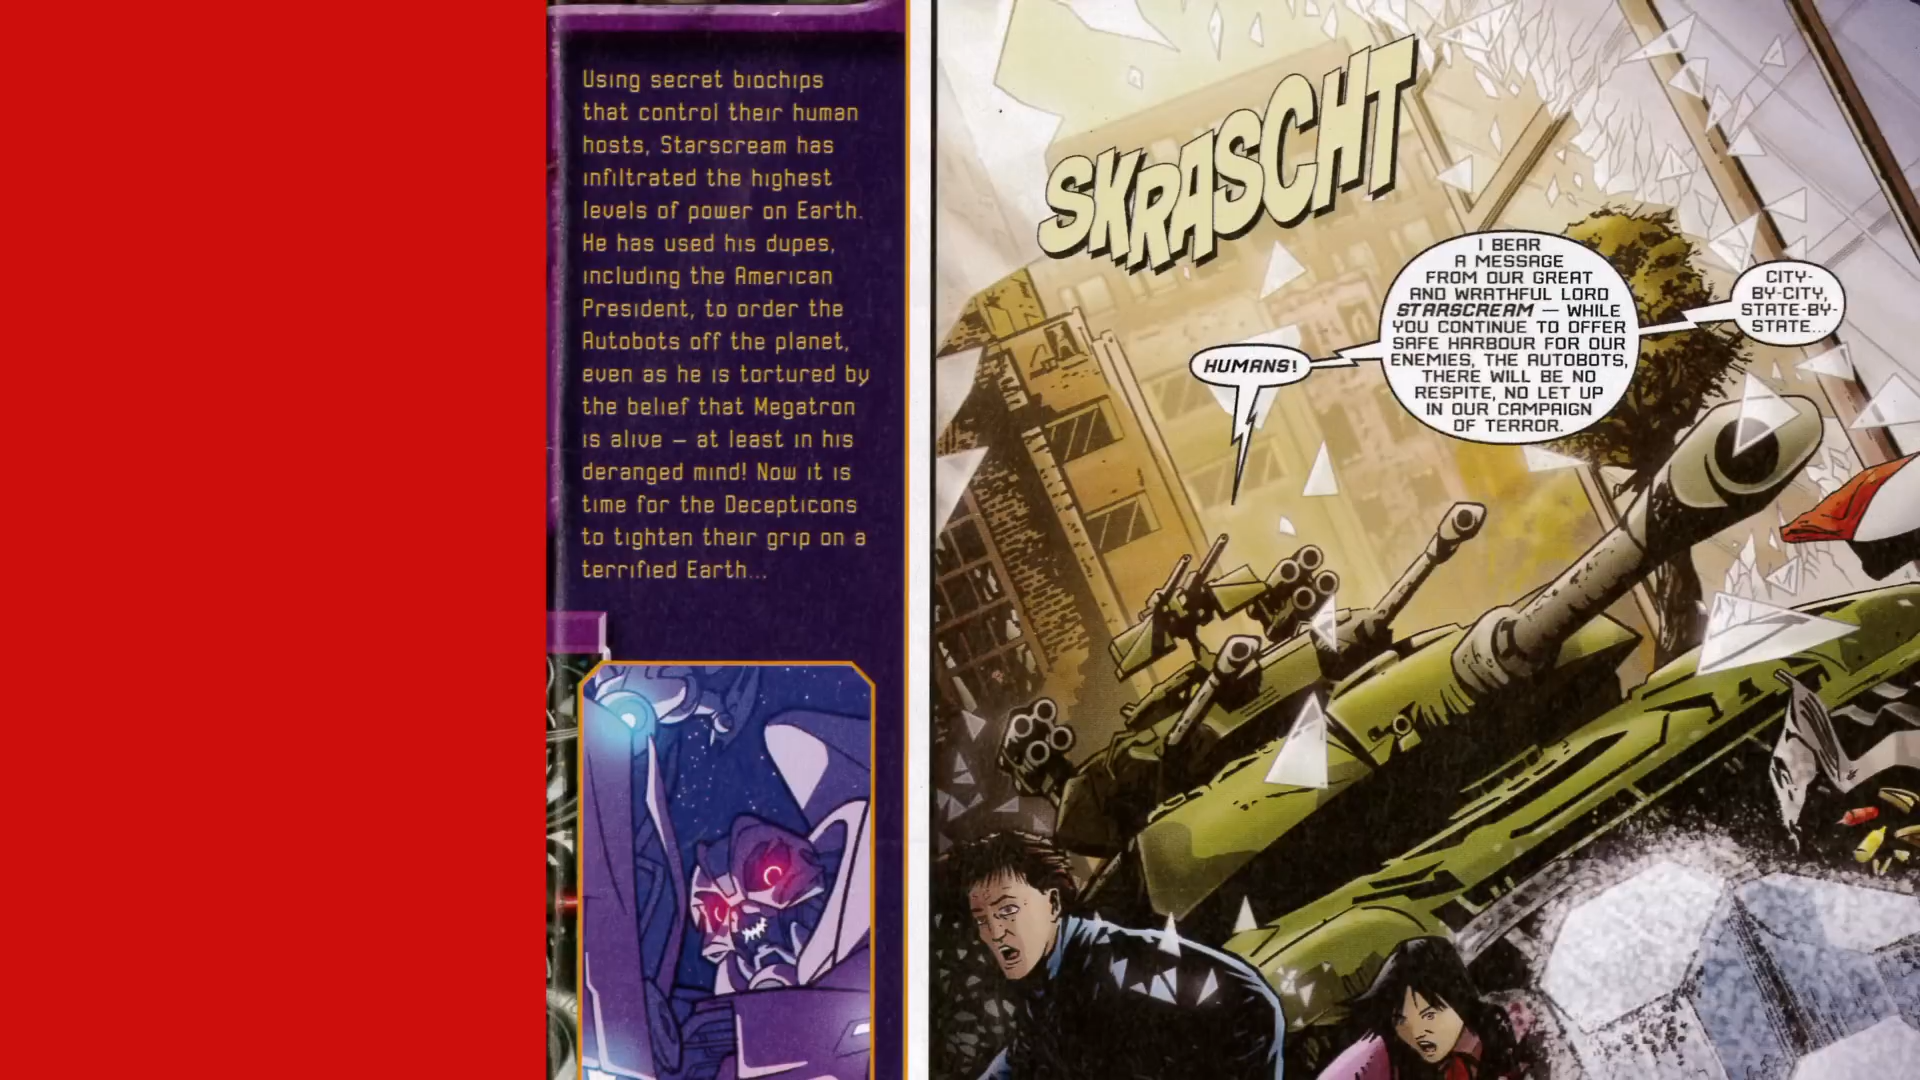 Using secret biochips
that control their human
hosts, Starscream has
infiltrated the highest
levels of power on Earth.
He has used his dupes,
including the American
President, to order the
Autobots off the planet,
even as he is tortured by
the belief that Megatron
is alive – at least in his
deranged mind! Now it is
time for the Decepticons
to tighten their grip on a
terrified Earth...
SKRASCHT
HUMANS!
I BEAR
A MESSAGE
FROM OUR GREAT
AND WRATHFUL LORD
STARSCREAM — WHILE
YOU CONTINUE TO OFFER
SAFE HARBOUR FOR OUR
ENEMIES, THE AUTOBOTS,
THERE WILL BE NO
RESPITE, NO LET UP
IN OUR CAMPAIGN
OF TERROR.
CITY-
BY-CITY,
STATE-BY-
STATE...